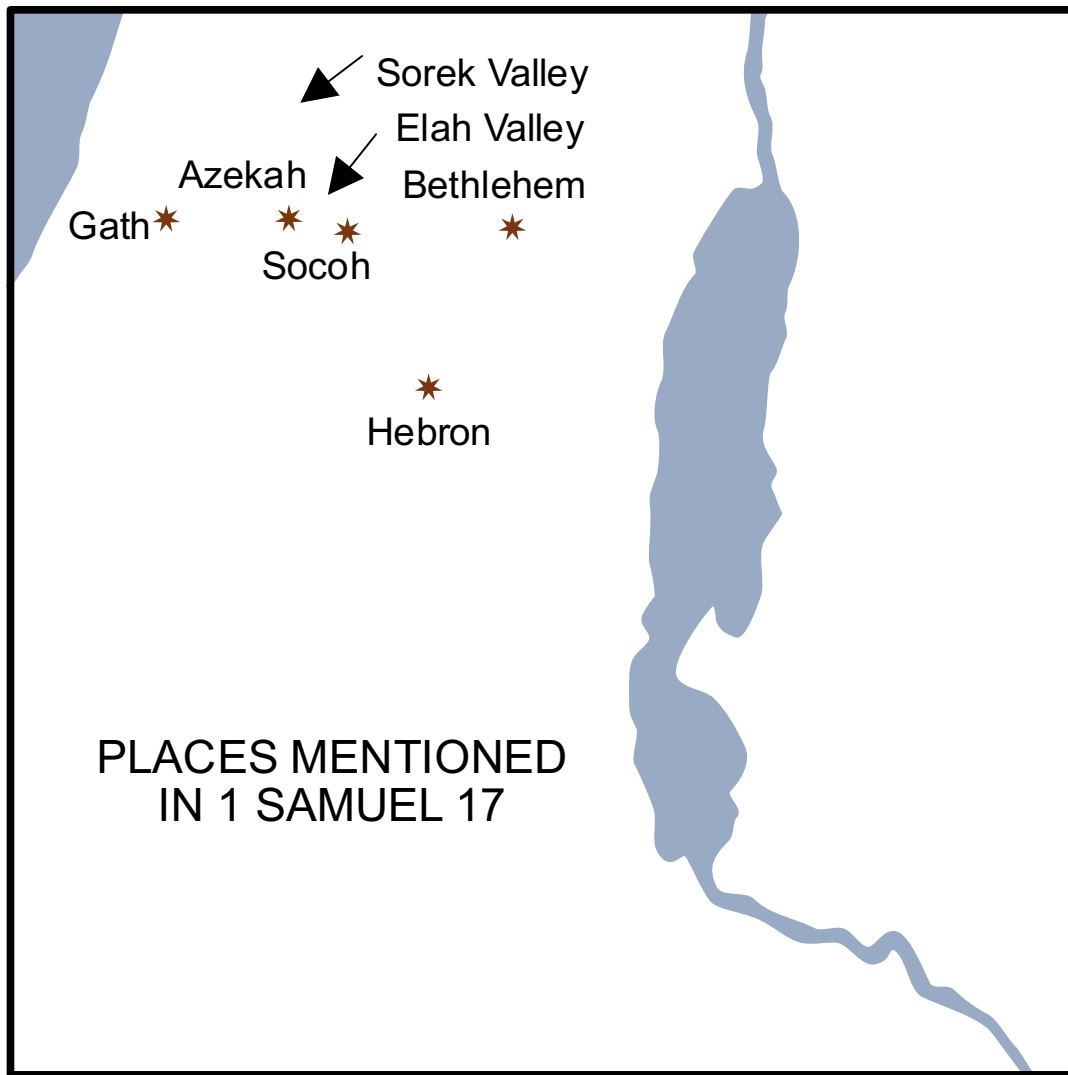 Sorek Valley
Elah Valley
Azekah
Bethlehem
Gath
Socoh
Hebron
PLACES MENTIONED
IN 1 SAMUEL 17